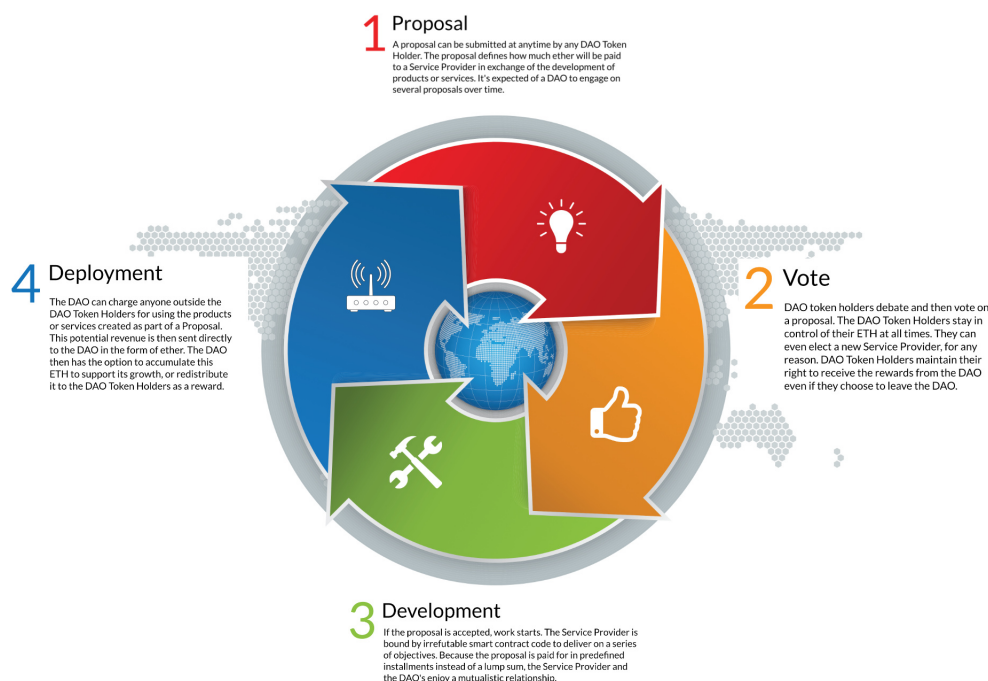 1 Proposal
A proposal can be submitted at anytime by any DAO Token
Holder. The proposal defines how much ether will be paid
to a Service Provider in exchange of the development of
products or services. It's expected of a DAO to engage on
several proposals over time.
2 Vote
DAO token holders debate and then vote on
a proposal. The DAO Token Holders stay in
control of their ETH at all times. They can
even elect a new Service Provider, for any
reason. DAO Token Holders maintain their
right to receive the rewards from the DAO
even if they choose to leave the DAO.
3 Development
If the proposal is accepted, work starts. The Service Provider is
bound by irrefutable smart contract code to deliver on a series
of objectives. Because the proposal is paid for in predefined
installments instead of a lump sum, the Service Provider and
the DAO's enjoy a mutualistic relationship.
4 Deployment
The DAO can charge anyone outside the
DAO Token Holders for using the products
or services created as part of a Proposal.
This potential revenue is then sent directly
to the DAO in the form of ether. The DAO
then has the option to accumulate this
ETH to support its growth, or redistribute
it to the DAO Token Holders as a reward.